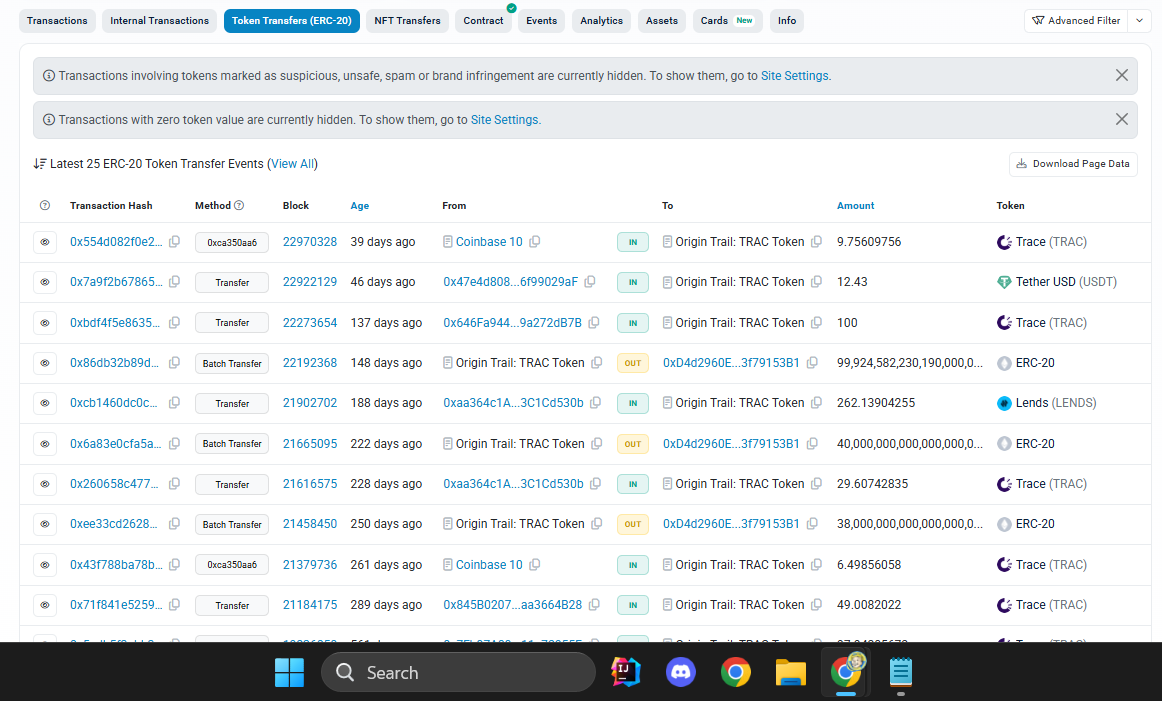 Transactions Internal Transactions Token Transfers (ERC-20) NFT Transfers Contract Events Analytics Assets Cards New Info Advanced Filter
Transactions involving tokens marked as suspicious, unsafe, spam or brand infringement are currently hidden. To show them, go to Site Settings.
Transactions with zero token value are currently hidden. To show them, go to Site Settings.
Latest 25 ERC-20 Token Transfer Events (View All) Download Page Data
Transaction Hash Method Block Age From To Amount Token
0x554d082f0e2... 0xca350aa6 22970328 39 days ago Coinbase 10 IN Origin Trail: TRAC Token 9.75609756 Trace (TRAC)
0x7a9f2b67865... Transfer 22922129 46 days ago 0x47e4d808...6f99029aF IN Origin Trail: TRAC Token 12.43 Tether USD (USDT)
0xbdf4f5e8635... Transfer 22273654 137 days ago 0x646Fa944...9a272dB7B IN Origin Trail: TRAC Token 100 Trace (TRAC)
0x86db32b89d... Batch Transfer 22192368 148 days ago Origin Trail: TRAC Token OUT 0xD4d2960E...3f79153B1 99,924,582,230,190,000,0... ERC-20
0xcb1460dc0c... Transfer 21902702 188 days ago 0xaa364c1A...3C1Cd530b IN Origin Trail: TRAC Token 262.13904255 Lends (LENDS)
0x6a83e0cfa5a... Batch Transfer 21665095 222 days ago Origin Trail: TRAC Token OUT 0xD4d2960E...3f79153B1 40,000,000,000,000,000,0... ERC-20
0x260658c477... Transfer 21616575 228 days ago 0xaa364c1A...3C1Cd530b IN Origin Trail: TRAC Token 29.60742835 Trace (TRAC)
0xee33cd2628... Batch Transfer 21458450 250 days ago Origin Trail: TRAC Token OUT 0xD4d2960E...3f79153B1 38,000,000,000,000,000,0... ERC-20
0x43f788ba78b... 0xca350aa6 21379736 261 days ago Coinbase 10 IN Origin Trail: TRAC Token 6.49856058 Trace (TRAC)
0x71f841e5259... Transfer 21184175 289 days ago 0x845B0207...aa3664B28 IN Origin Trail: TRAC Token 49.0082022 Trace (TRAC)
Search